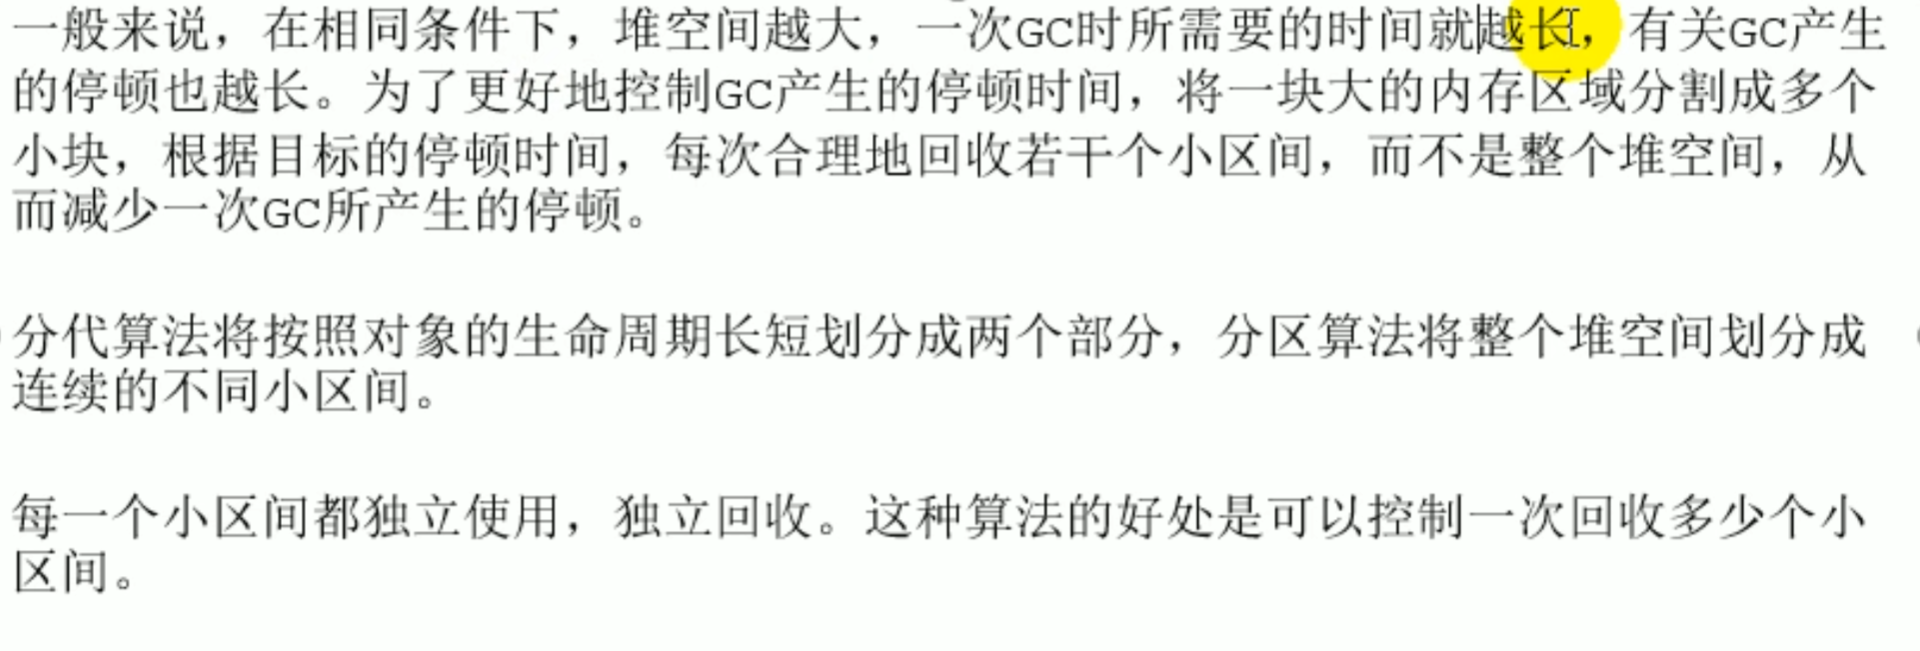 一般来说，在相同条件下，堆空间越大，一次GC时所需要的时间就越长，有关GC产生
的停顿也越长。为了更好地控制GC产生的停顿时间，将一块大的内存区域分割成多个
小块，根据目标的停顿时间，每次合理地回收若干个小区间，而不是整个堆空间，从
而减少一次GC所产生的停顿。
分代算法将按照对象的生命周期长短划分成两个部分，分区算法将整个堆空间划分成
连续的不同小区间。
每一个小区间都独立使用，独立回收。这种算法的好处是可以控制一次回收多少个小
区间。